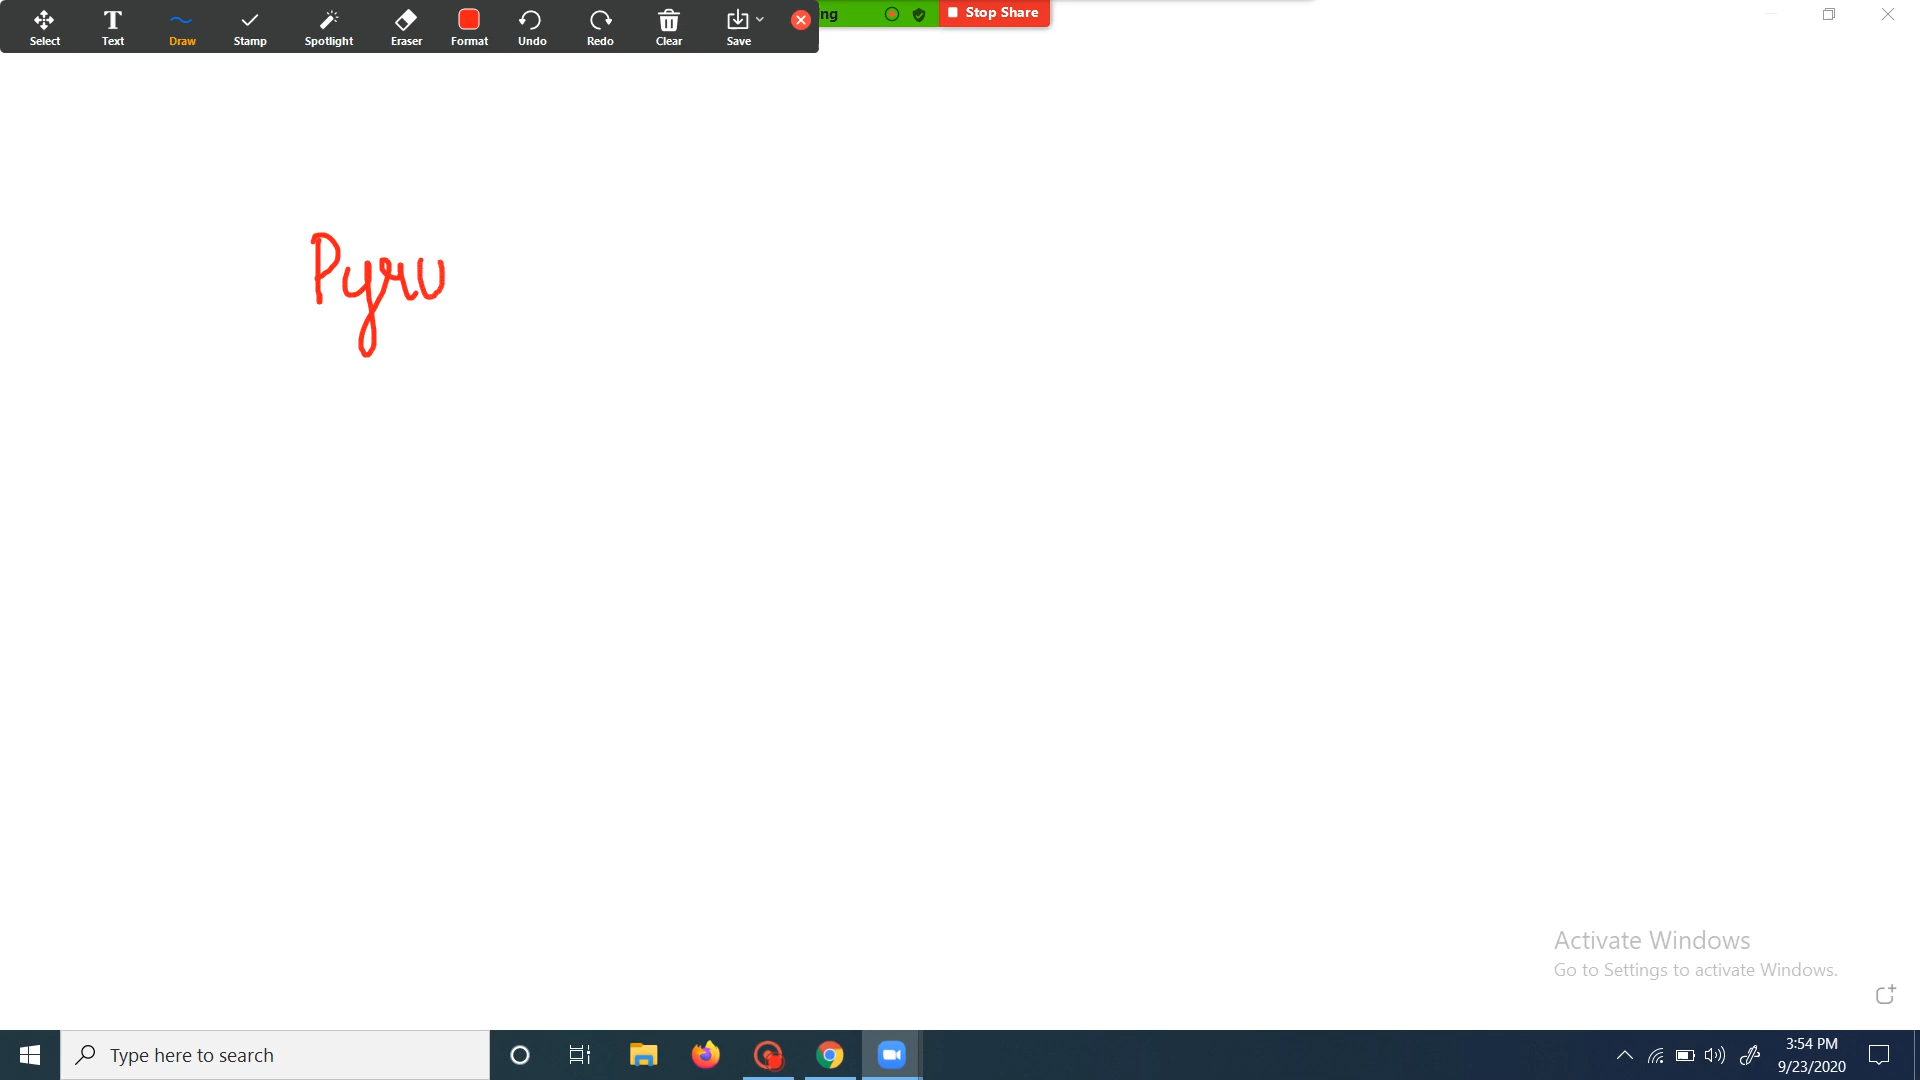 Select Text Draw Stamp Spotlight Eraser Format Undo Redo Clear Save
ng Stop Share
Pyru
Activate Windows
Go to Settings to activate Windows.
Type here to search
3:54 PM
9/23/2020